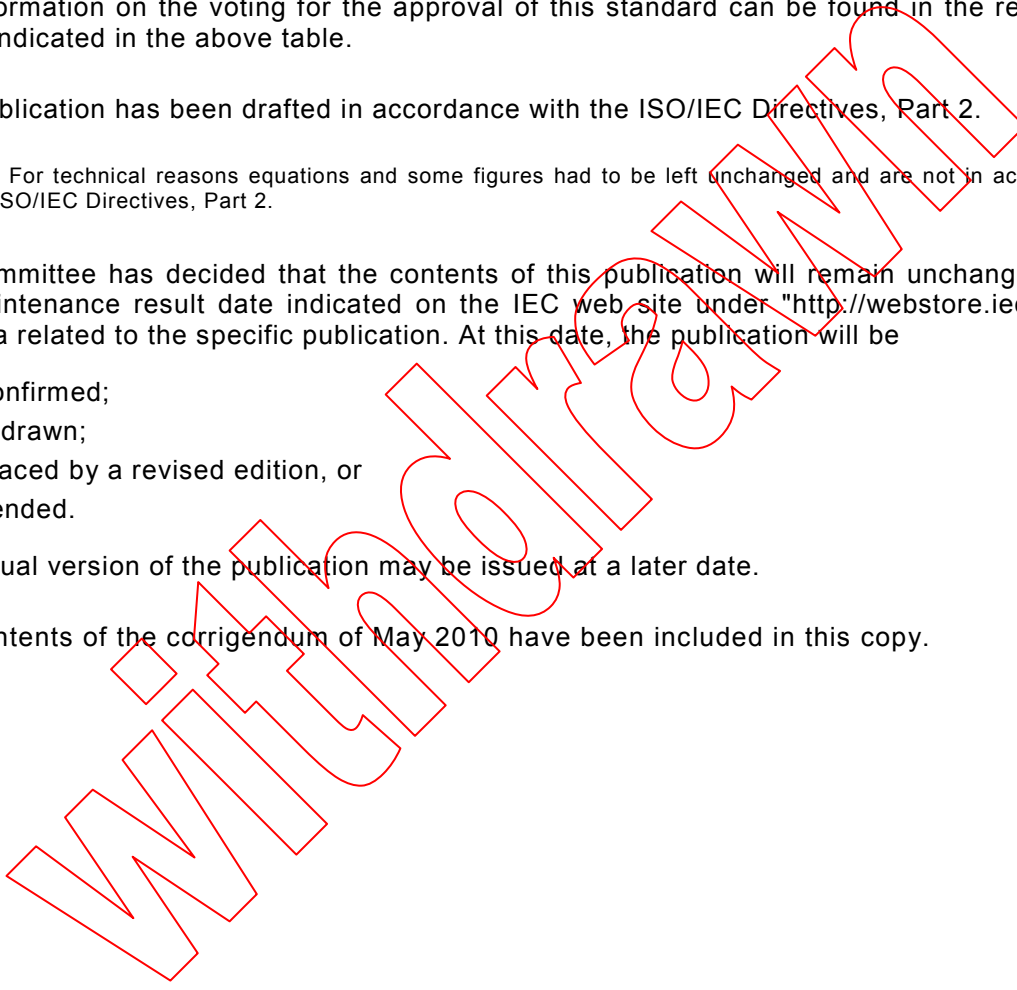 ormation on the voting for the approval of this standard can be found in the re
ndicated in the above table.
blication has been drafted in accordance with the ISO/IEC Directives, Part 2.
For technical reasons equations and some figures had to be left unchanged and are not in ac
SO/IEC Directives, Part 2.
mmittee has decided that the contents of this publication will remain unchang
intenance result date indicated on the IEC web site under "http://webstore.iec
a related to the specific publication. At this date, the publication will be
onfirmed;
drawn;
aced by a revised edition, or
ended.
ual version of the publication may be issued at a later date.
ntents of the corrigendum of May 2010 have been included in this copy.
withdrawn